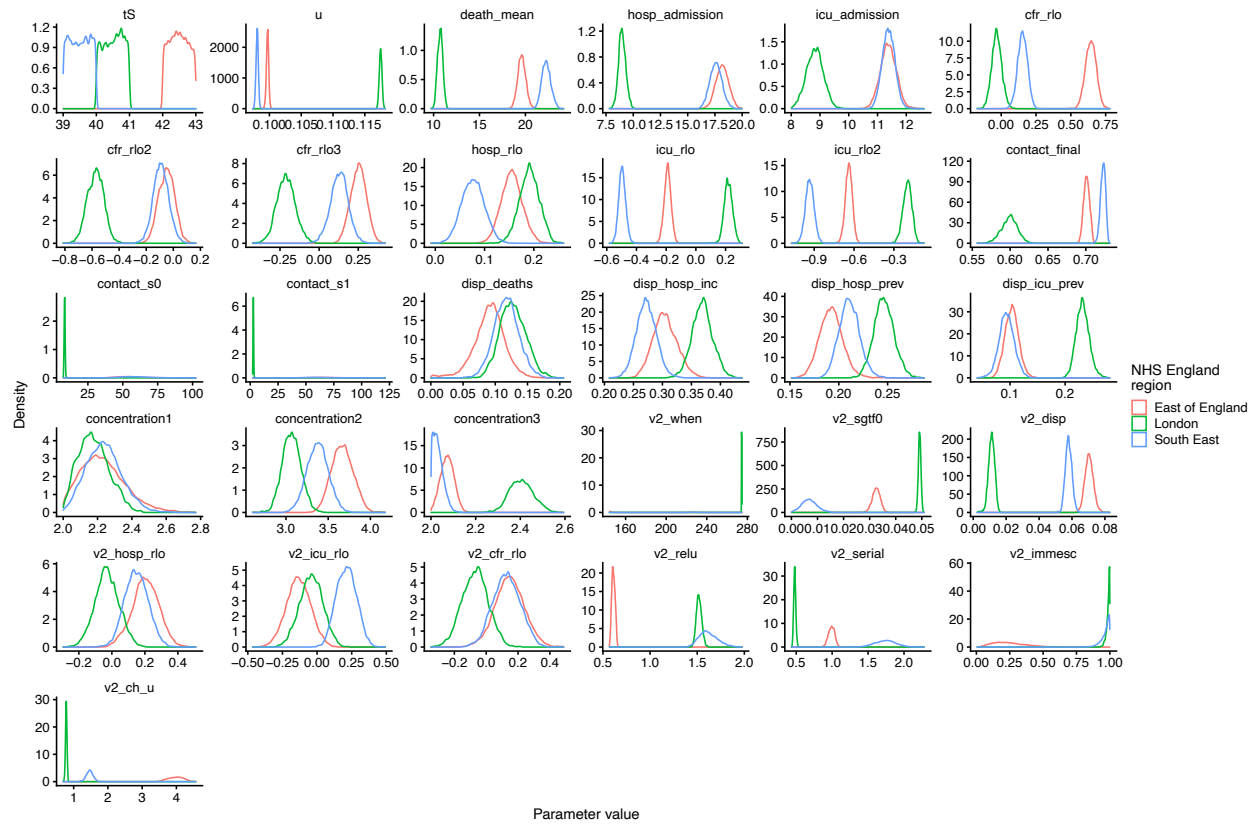 tS
u
death_mean
hosp_admission
icu_admission
cfr_rlo
1.2
0.9
0.6
0.3
0.0
39 40 41 42 43
2000
1000
0
0.100 0.105 0.110 0.115
1.0
0.5
0.0
10 15 20
1.0
0.5
0.0
7.5 10.0 12.5 15.0 17.5 20.0
1.5
1.0
0.5
0.0
8 9 10 11 12
10.0
7.5
5.0
2.5
0.0
0.00 0.25 0.50 0.75
cfr_rlo2
cfr_rlo3
hosp_rlo
icu_rlo
icu_rlo2
contact_final
6
4
2
0
−0.8 −0.6 −0.4 −0.2 0.0 0.2
8
6
4
2
0
−0.25 0.00 0.25
20
15
10
5
0
0.0 0.1 0.2
15
10
5
0
−0.6 −0.4 −0.2 0.0 0.2 0.4
15
10
5
0
−0.9 −0.6 −0.3
120
90
60
30
0
0.55 0.60 0.65 0.70
contact_s0
contact_s1
disp_deaths
disp_hosp_inc
disp_hosp_prev
disp_icu_prev
2
1
0
25 50 75 100
6
4
2
0
25 50 75 100 125
20
15
10
5
0
0.00 0.05 0.10 0.15 0.20
20
15
10
5
0
0.20 0.25 0.30 0.35 0.40
40
30
20
10
0
0.15 0.20 0.25
30
20
10
0
0.1 0.2
concentration1
concentration2
concentration3
v2_when
v2_sgtf0
v2_disp
4
3
2
1
0
2.0 2.2 2.4 2.6 2.8
3
2
1
0
3.0 3.5 4.0
15
10
5
0
2.0 2.2 2.4 2.6
30
20
10
0
160 200 240 280
750
500
250
0
0.00 0.01 0.02 0.03 0.04 0.05
200
150
100
50
0
0.00 0.02 0.04 0.06 0.08
v2_hosp_rlo
v2_icu_rlo
v2_cfr_rlo
v2_relu
v2_serial
v2_immesc
6
4
2
0
−0.2 0.0 0.2 0.4
5
4
3
2
1
0
−0.50 −0.25 0.00 0.25 0.50
5
4
3
2
1
0
−0.2 0.0 0.2 0.4
20
15
10
5
0
0.5 1.0 1.5 2.0
30
20
10
0
0.5 1.0 1.5 2.0
60
40
20
0
0.00 0.25 0.50 0.75 1.00
v2_ch_u
30
20
10
0
1 2 3 4
Density
Parameter value
NHS England
region
East of England
London
South East